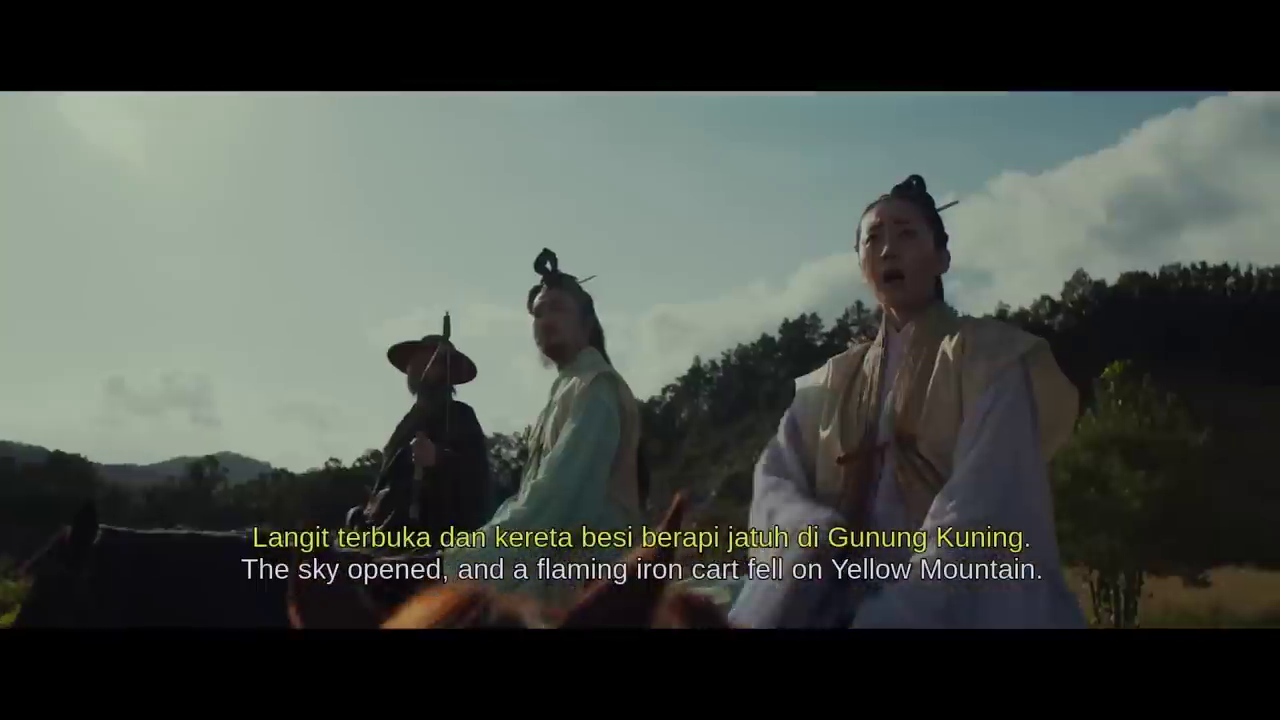 Langit terbuka dan kereta besi berapi jatuh di Gunung Kuning.
The sky opened, and a flaming iron cart fell on Yellow Mountain.